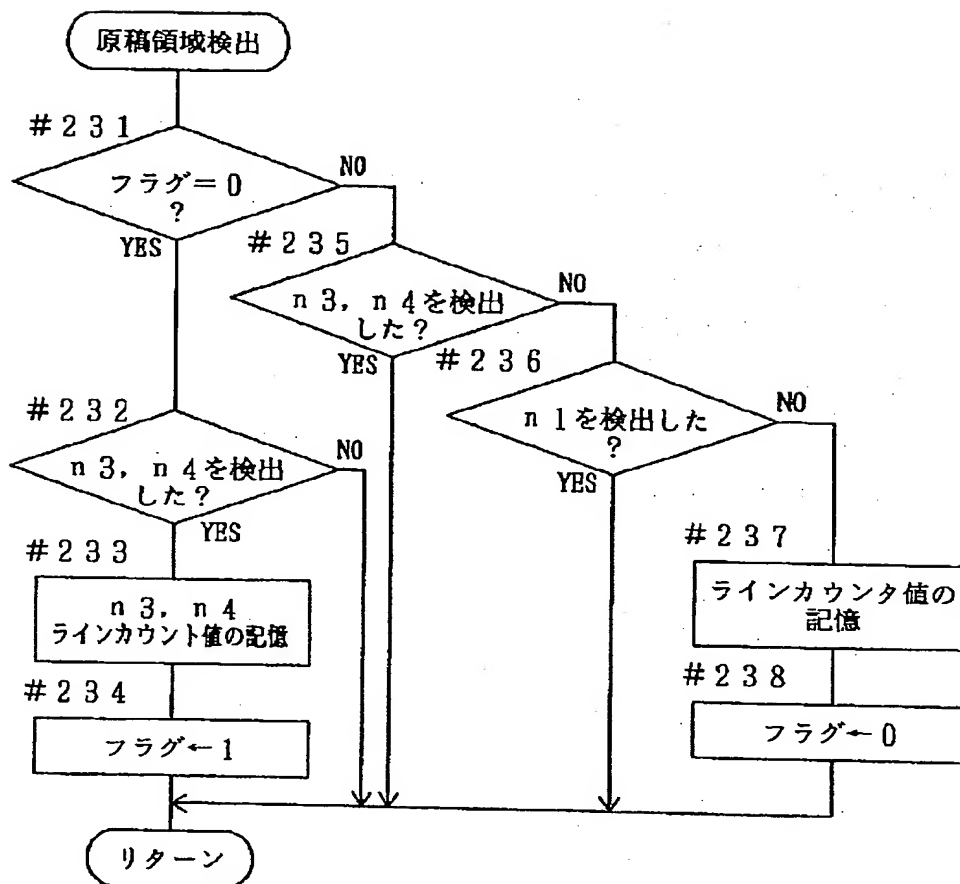 原稿領域検出
#231
フラグ=0
?
NO
YES
#235
n3, n4を検出
した?
NO
YES
#236
n1を検出した
?
NO
YES
#232
n3, n4を検出
した?
NO
YES
#233
n3, n4
ラインカウント値の記憶
#237
ラインカウンタ値の
記憶
#234
フラグ←1
#238
フラグ←0
リターン